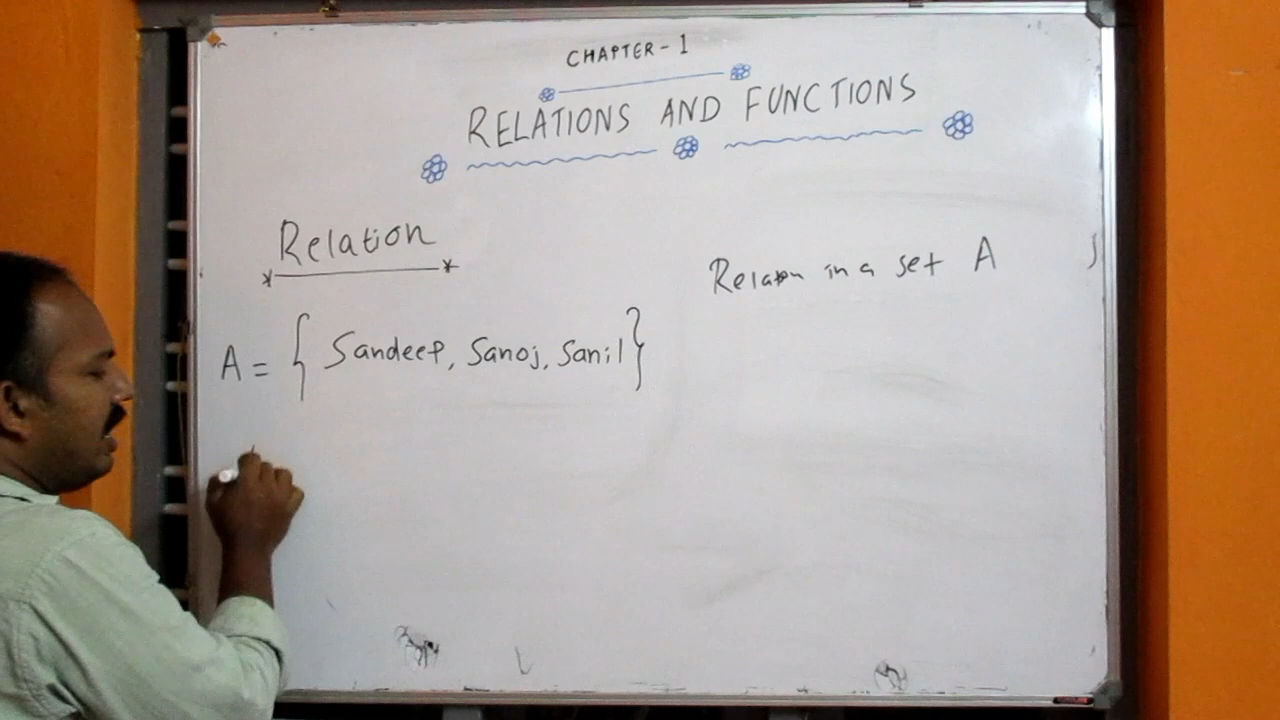 CHAPTER - 1
RELATIONS AND FUNCTIONS
Relation
Relation in a set A
A = { Sandeep, Sanoj, Sanil }